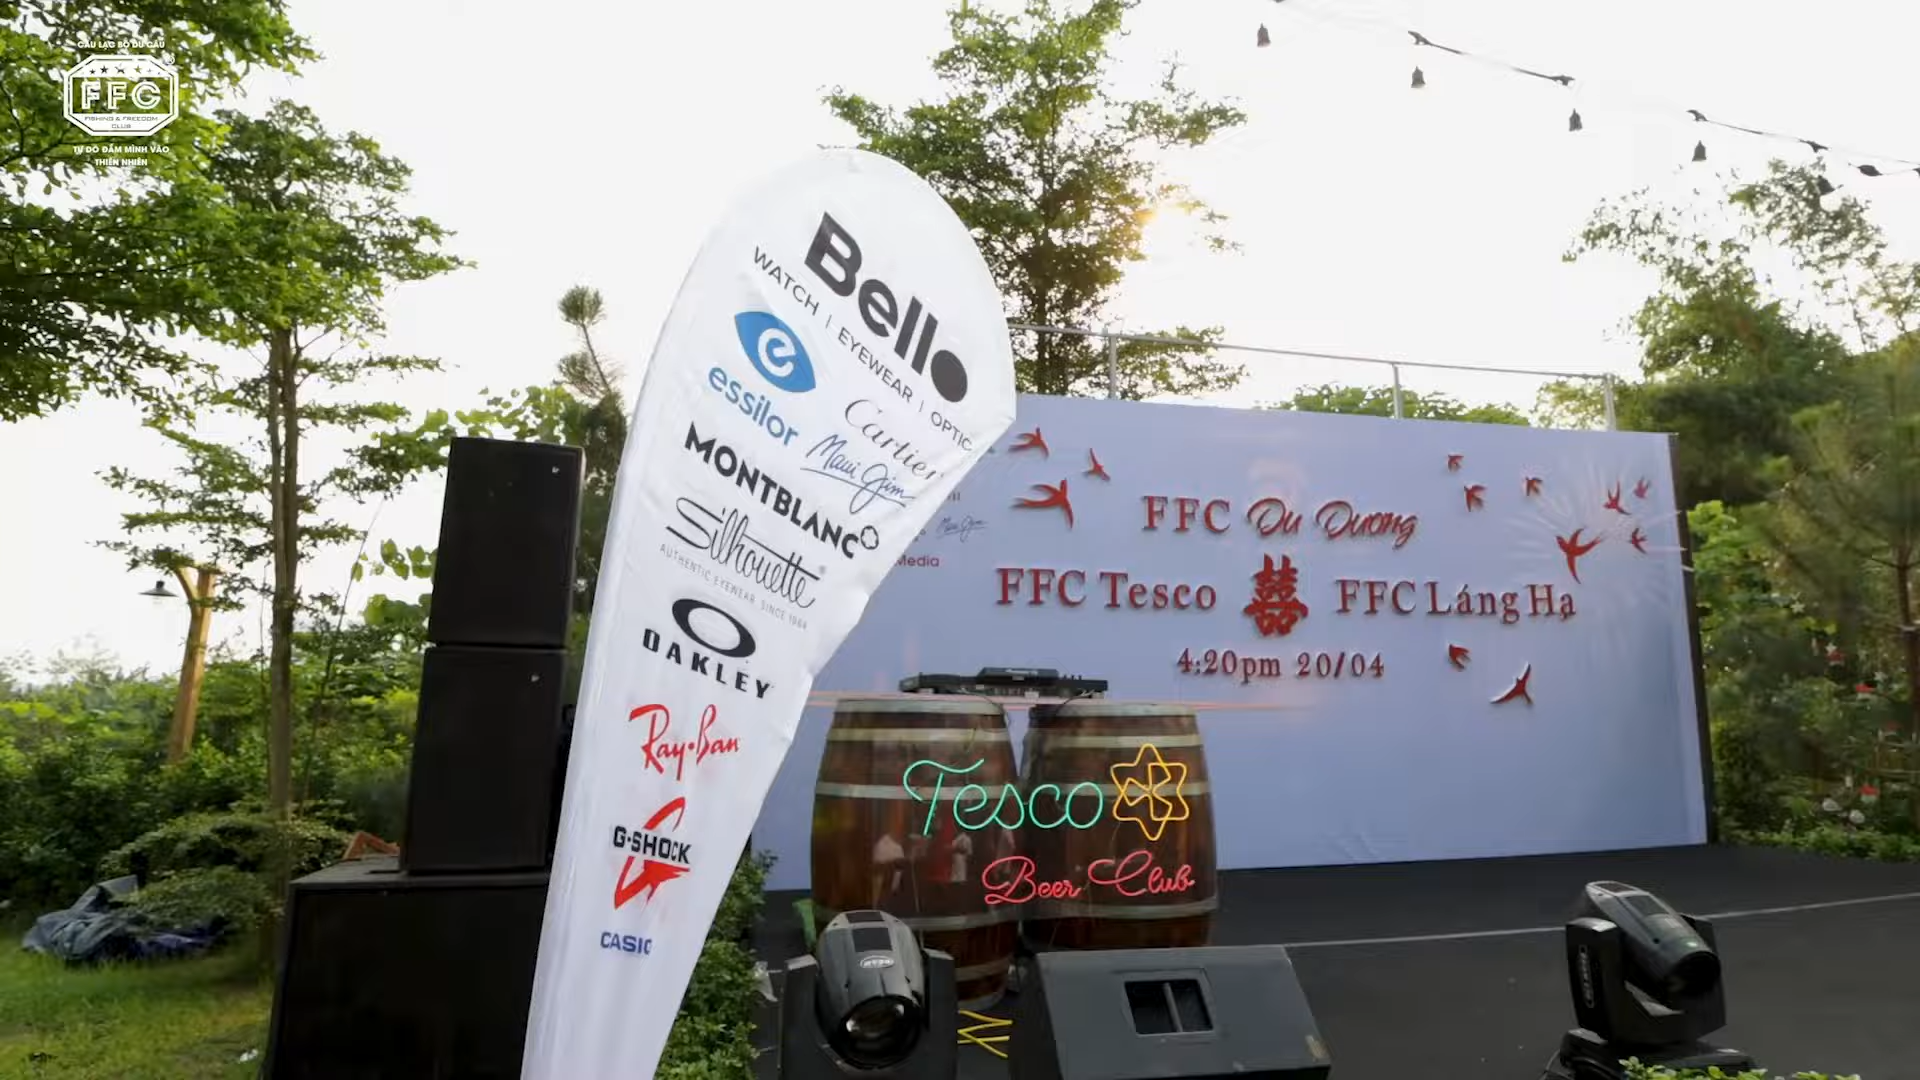 CÂU LẠC BỘ DU CÂU
FFC
FISHING & FREEDOM
CLUB
TỰ DO ĐẮM MÌNH VÀO
THIÊN NHIÊN
Bello
WATCH | EYEWEAR | OPTIC
essilor
Cartier
Maui Jim
MONTBLANC
Silhouette
AUTHENTIC EYEWEAR. SINCE 1964
OAKLEY
Ray-Ban
G-SHOCK
CASIO
Maui Jim
Media
FFC Du Dương
FFC Tesco 囍 FFC Láng Hạ
4:20pm 20/04
Tesco
Beer Club